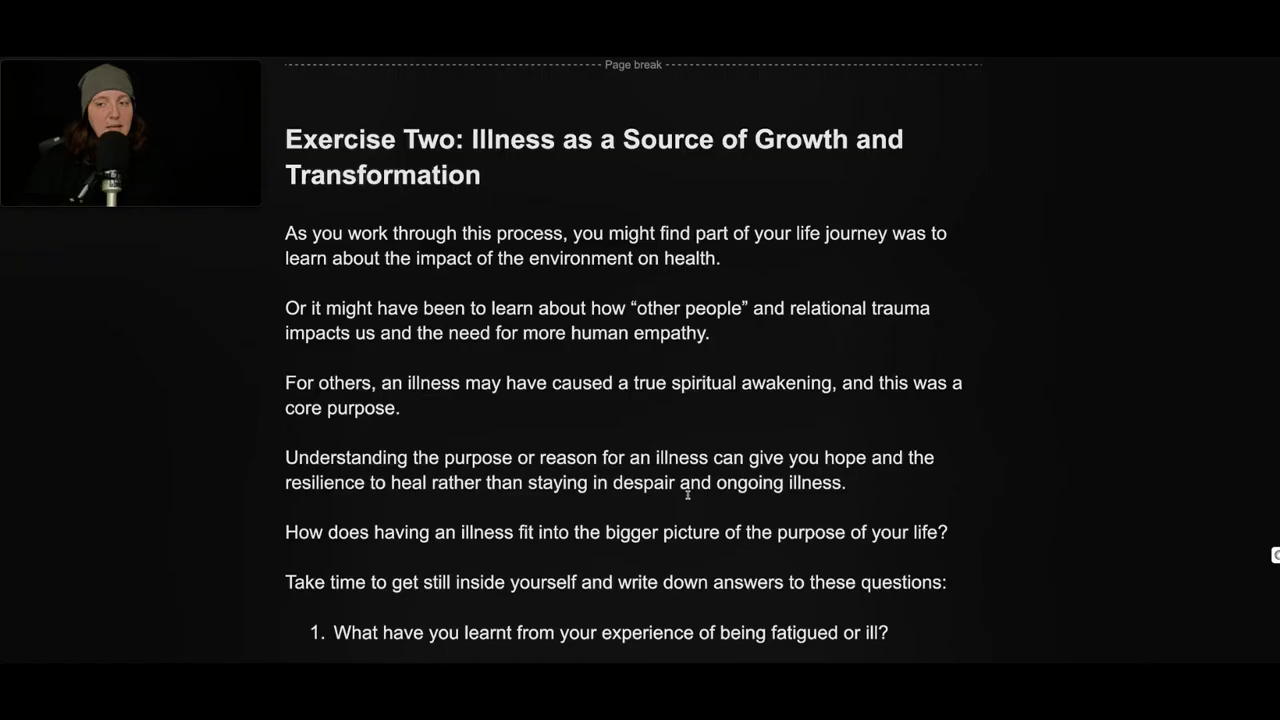 Page break
Exercise Two: Illness as a Source of Growth and
Transformation
As you work through this process, you might find part of your life journey was to
learn about the impact of the environment on health.
Or it might have been to learn about how “other people” and relational trauma
impacts us and the need for more human empathy.
For others, an illness may have caused a true spiritual awakening, and this was a
core purpose.
Understanding the purpose or reason for an illness can give you hope and the
resilience to heal rather than staying in despair and ongoing illness.
How does having an illness fit into the bigger picture of the purpose of your life?
Take time to get still inside yourself and write down answers to these questions:
1. What have you learnt from your experience of being fatigued or ill?